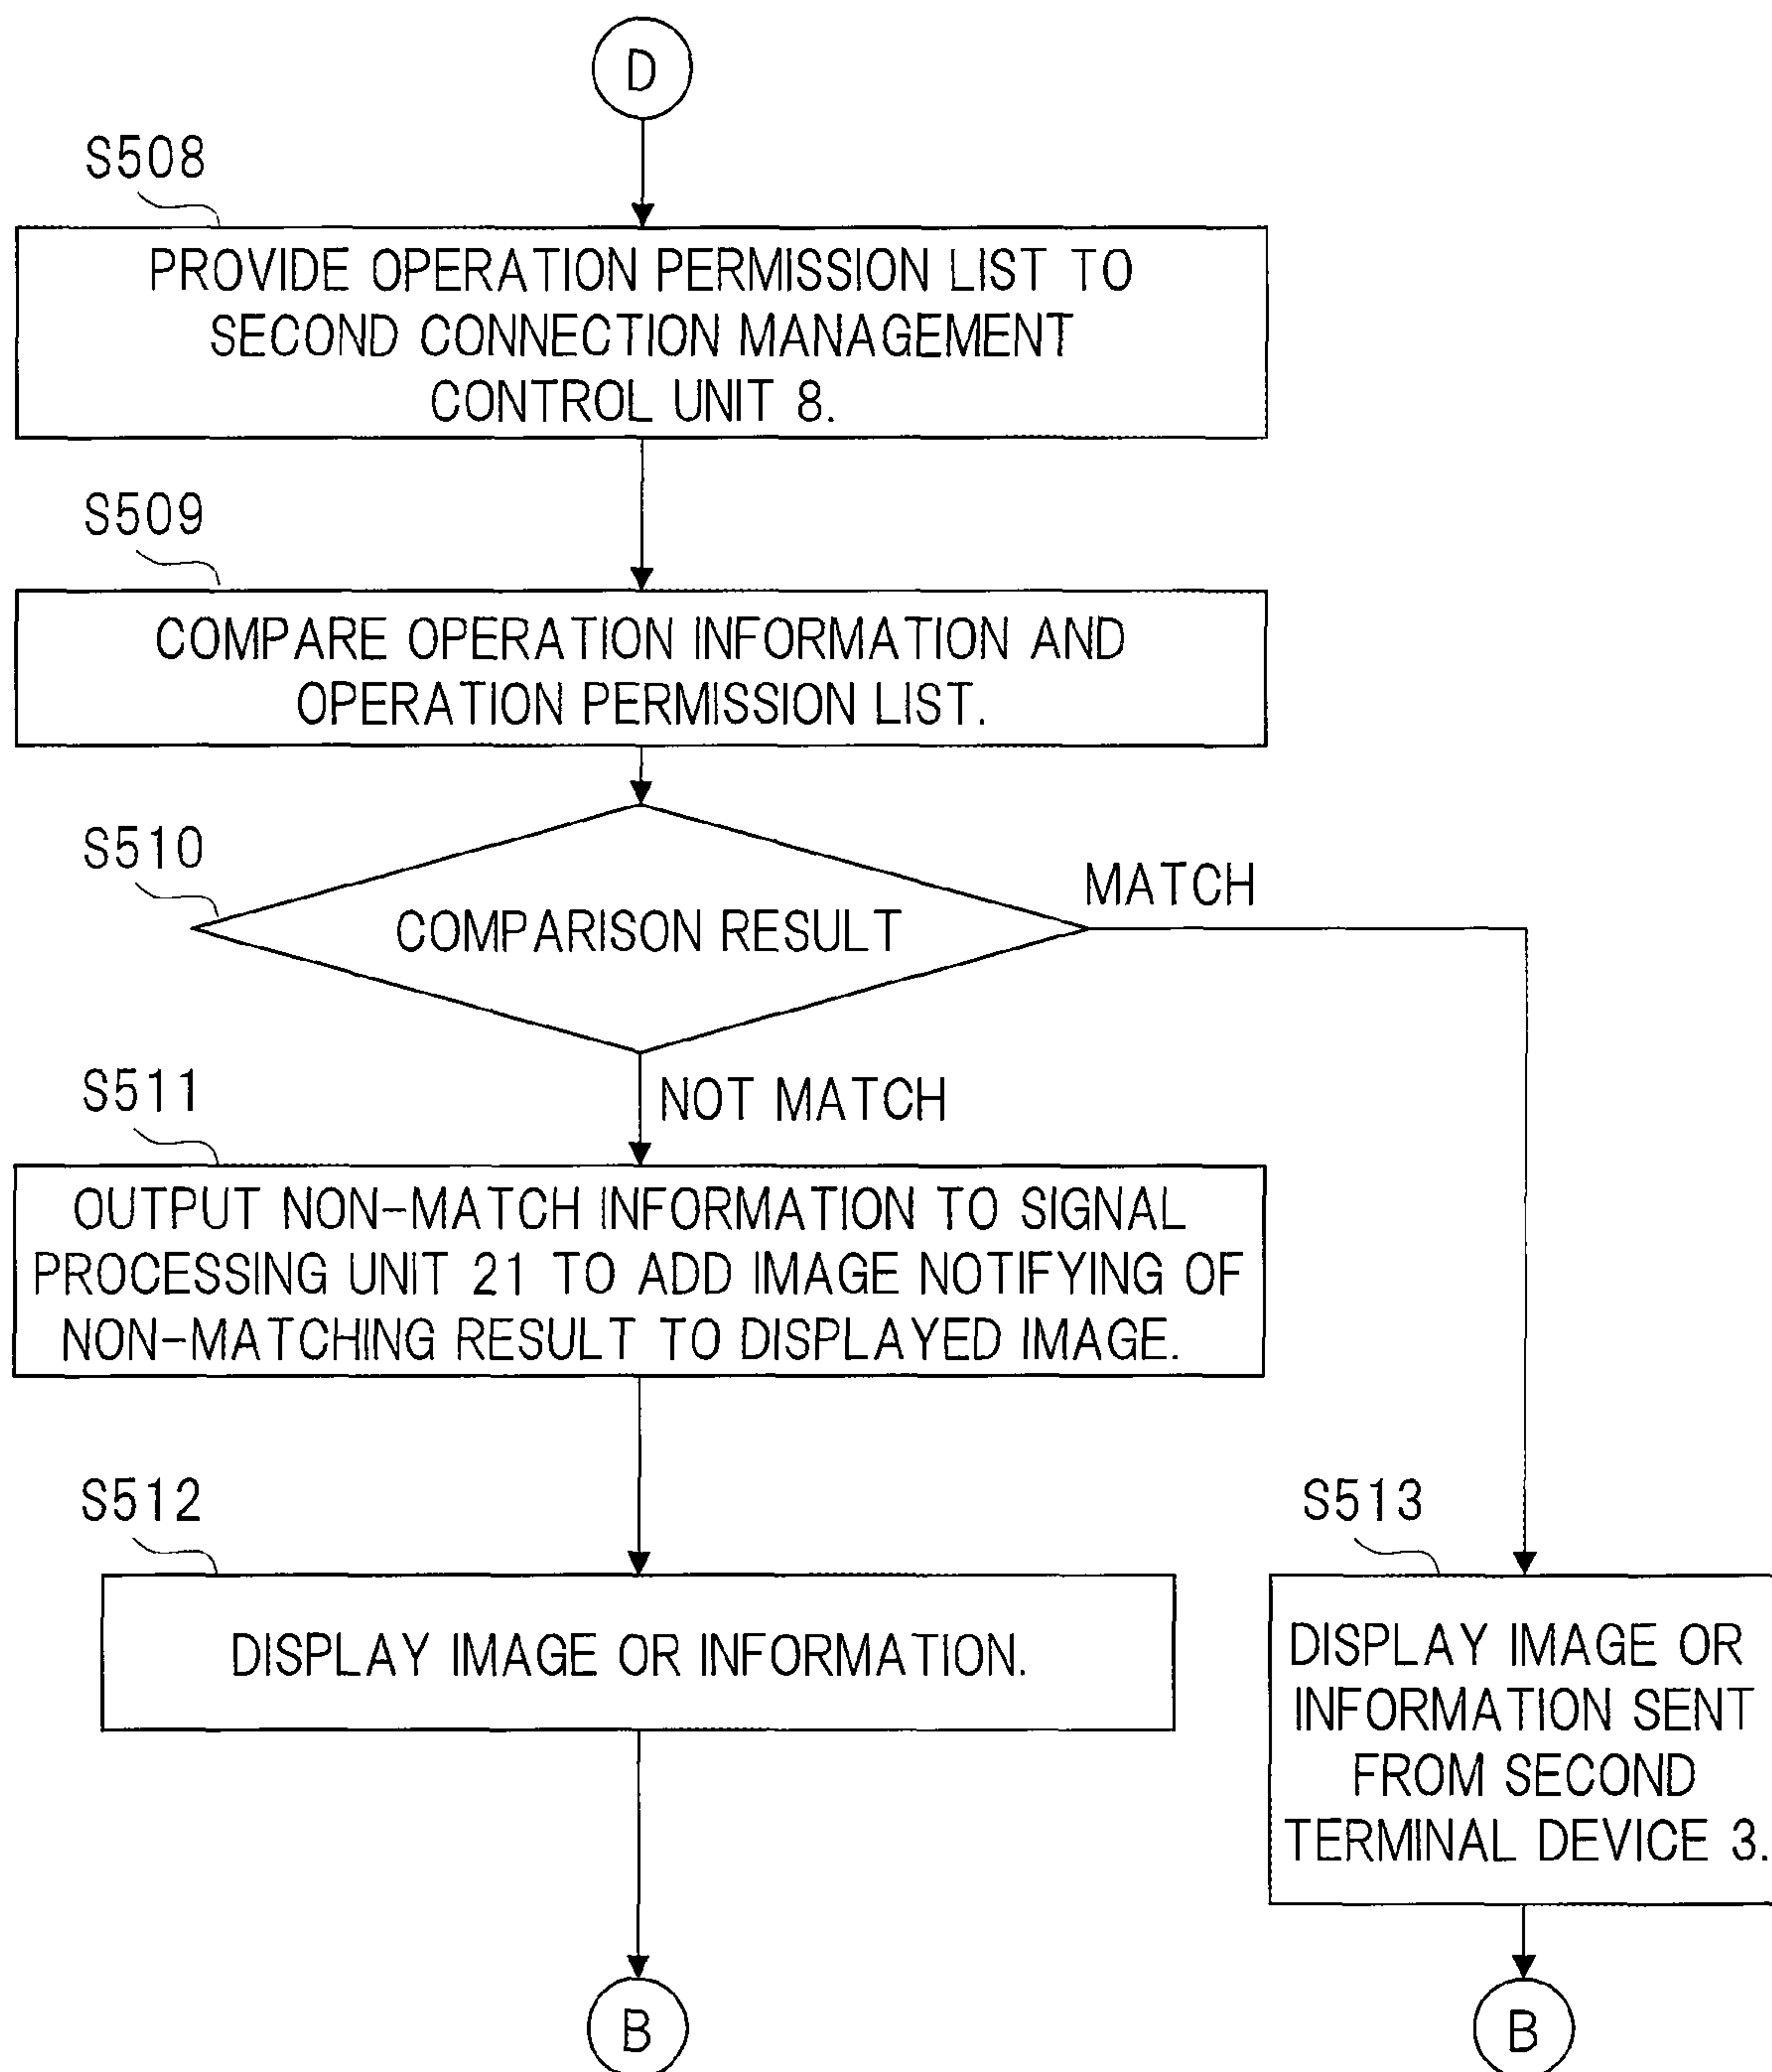 D
S508
PROVIDE OPERATION PERMISSION LIST TO
SECOND CONNECTION MANAGEMENT
CONTROL UNIT 8.
S509
COMPARE OPERATION INFORMATION AND
OPERATION PERMISSION LIST.
S510
COMPARISON RESULT
MATCH
NOT MATCH
S511
OUTPUT NON-MATCH INFORMATION TO SIGNAL
PROCESSING UNIT 21 TO ADD IMAGE NOTIFYING OF
NON-MATCHING RESULT TO DISPLAYED IMAGE.
S512
DISPLAY IMAGE OR INFORMATION.
S513
DISPLAY IMAGE OR
INFORMATION SENT
FROM SECOND
TERMINAL DEVICE 3.
B
B